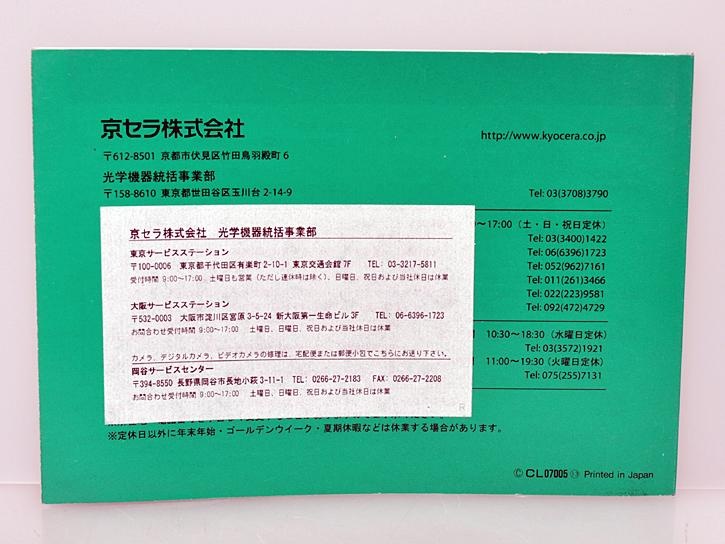 京セラ株式会社
http://www.kyocera.co.jp
〒612-8501 京都市伏見区竹田鳥羽殿町 6
光学機器統括事業部
〒158-8610 東京都世田谷区玉川台 2-14-9
Tel: 03(3708)3790
〜17:00 (土・日・祝日定休)
Tel: 03(3400)1422
Tel: 06(6396)1723
Tel: 052(962)7161
Tel: 011(261)3466
Tel: 022(223)9581
Tel: 092(472)4729
10:30〜18:30 (水曜日定休)
Tel: 03(3572)1921
11:00〜19:30 (火曜日定休)
Tel: 075(255)7131
京セラ株式会社 光学機器統括事業部
東京サービスステーション
〒100-0006 東京都千代田区有楽町2-10-1 東京交通会館 7F TEL: 03-3217-5811
受付時間 9:00〜17:00 土曜日も営業(ただし連休時は除く)、日曜日、祝日および当社休日は休業
大阪サービスステーション
〒532-0003 大阪市淀川区宮原 3-5-24 新大阪第一生命ビル 3F TEL: 06-6396-1723
お問合わせ受付時間 9:00〜17:00 土曜日、日曜日、祝日および当社休日は休業
カメラ、デジタルカメラ、ビデオカメラの修理は、宅配便または郵便小包でこちらにお送り下さい。
岡谷サービスセンター
〒394-8550 長野県岡谷市長地小萩 3-11-1 TEL: 0266-27-2183 FAX: 0266-27-2208
お問合わせ受付時間 9:00〜17:00 土曜日、日曜日、祝日および当社休日は休業
※定休日以外に年末年始・ゴールデンウイーク・夏期休暇などは休業する場合があります。
© CL07005 Printed in Japan